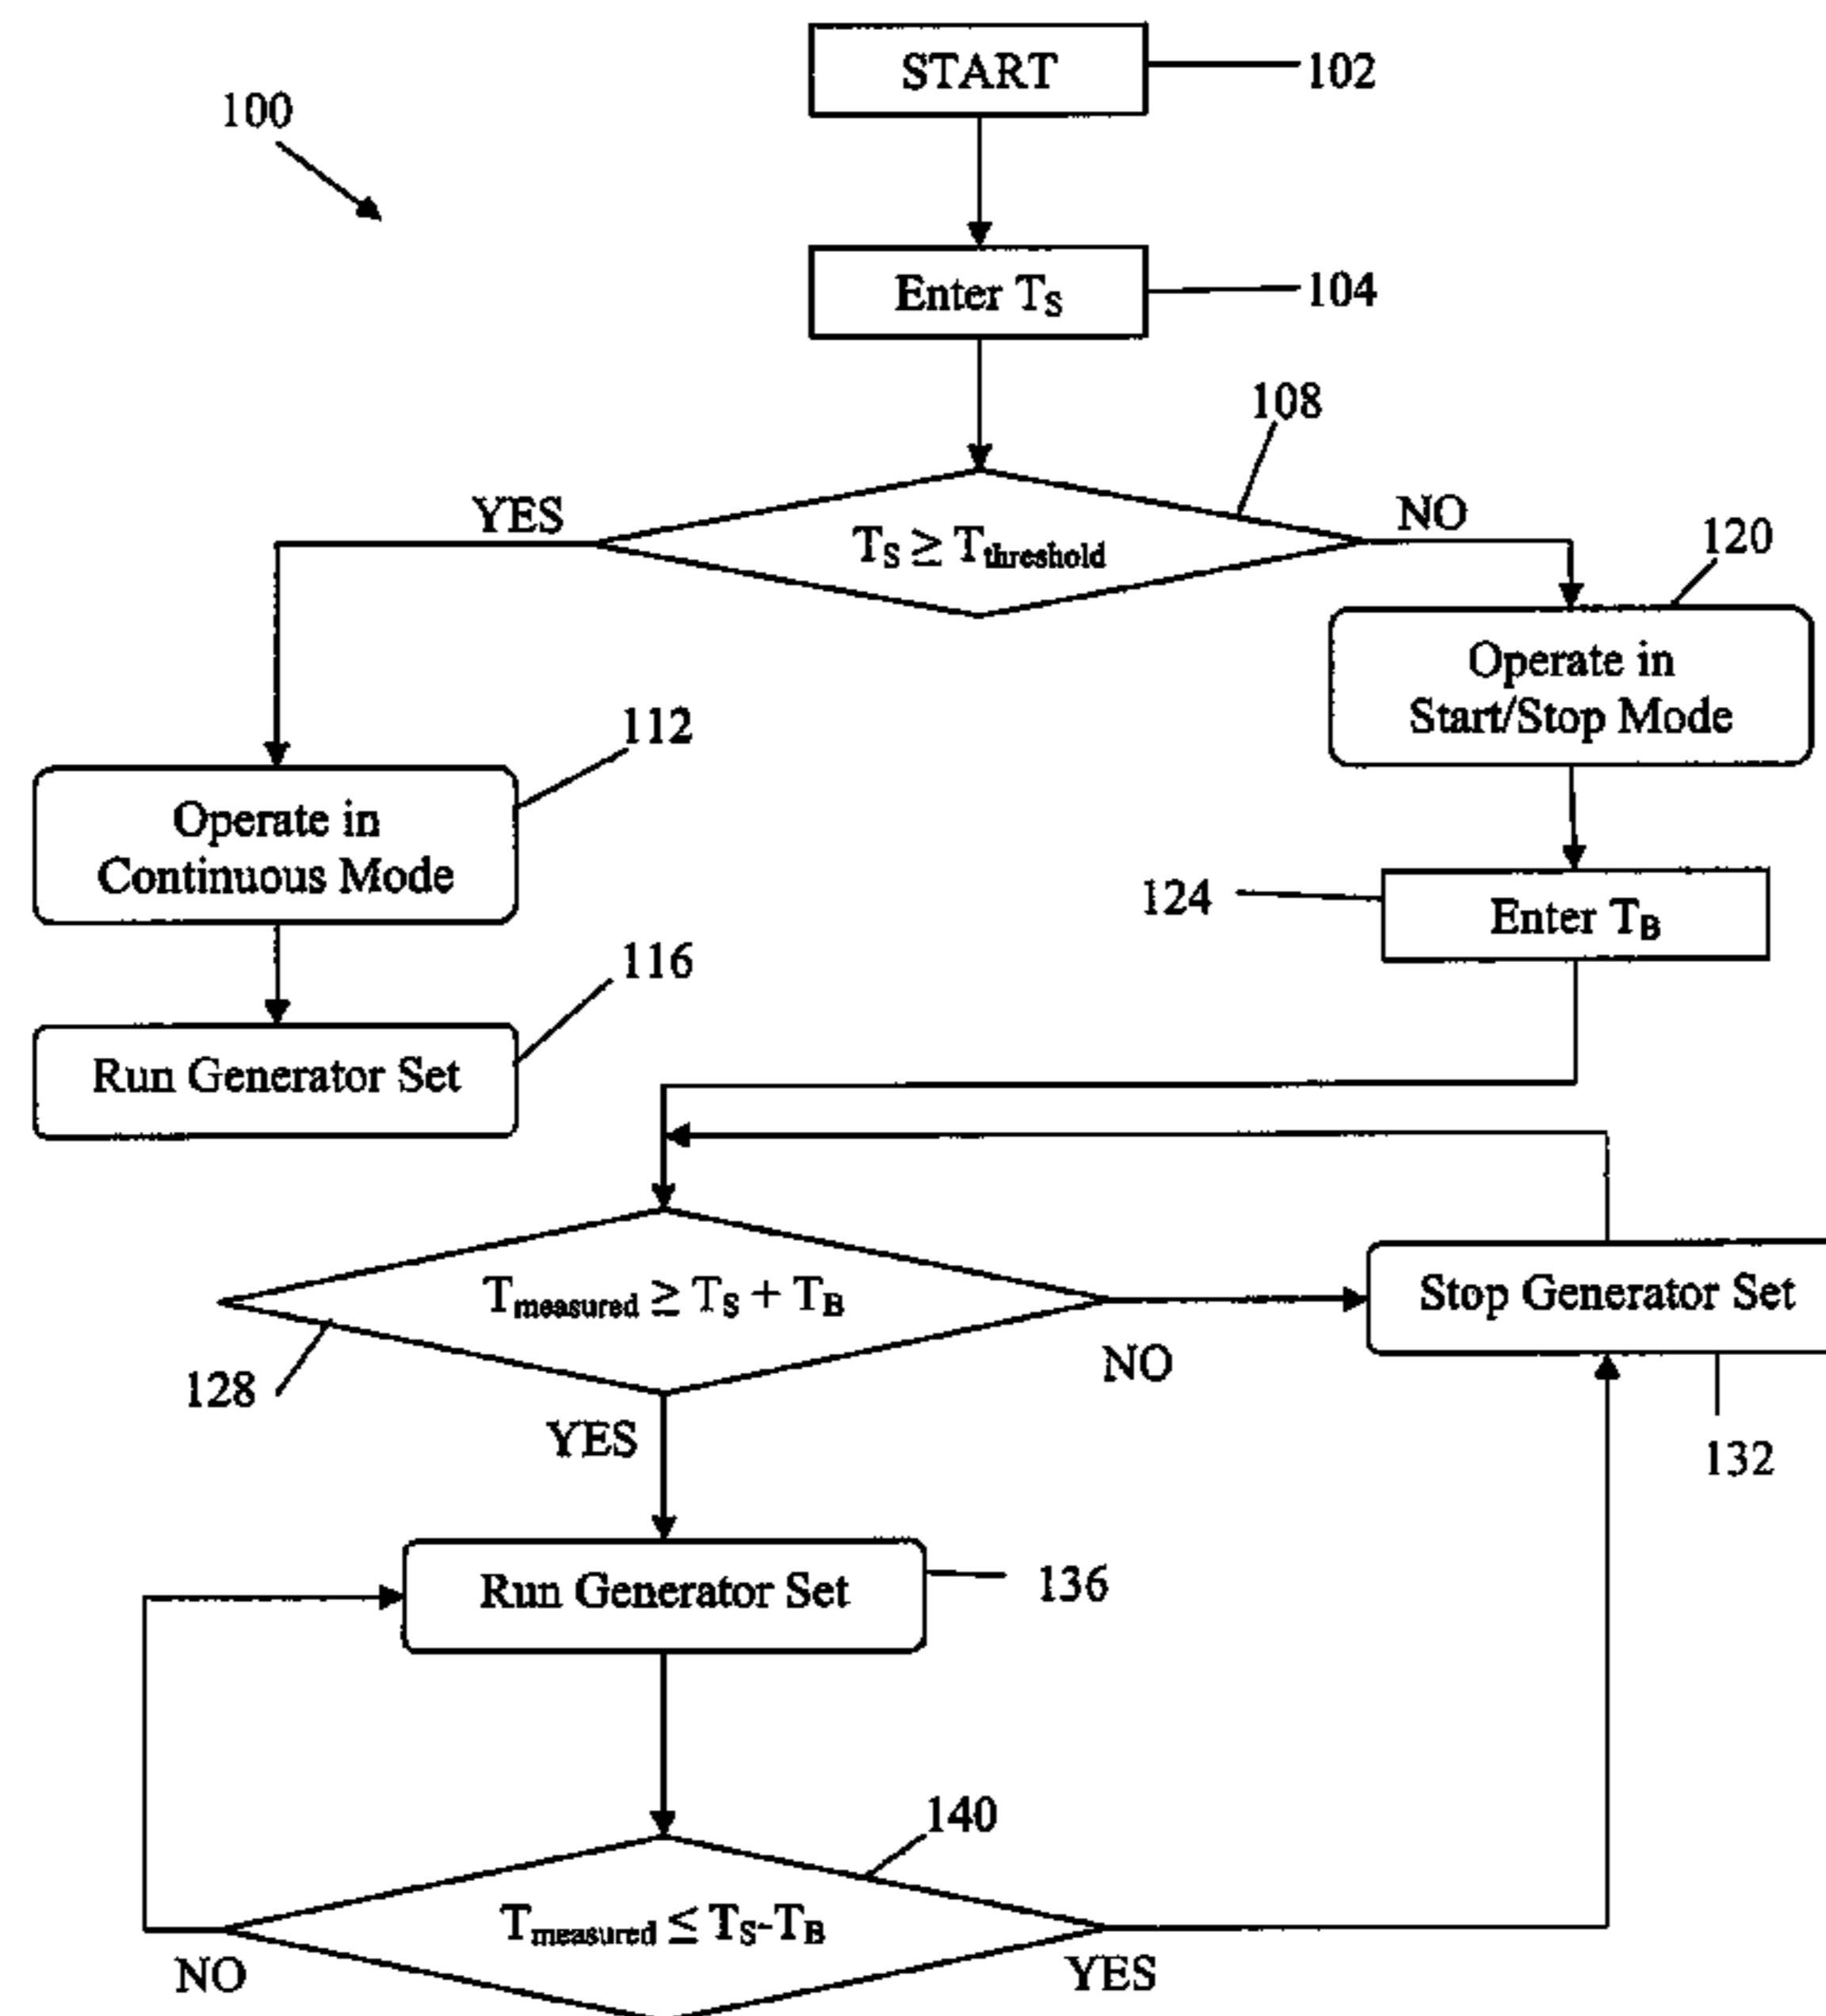 START
102
100
Enter TS
104
108
YES
TS ≥ Tthreshold
NO
120
Operate in
Start/Stop Mode
112
Operate in
Continuous Mode
124
Enter TB
116
Run Generator Set
Tmeasured ≥ TS + TB
Stop Generator Set
128
NO
YES
132
Run Generator Set
136
140
Tmeasured ≤ TS-TB
NO
YES